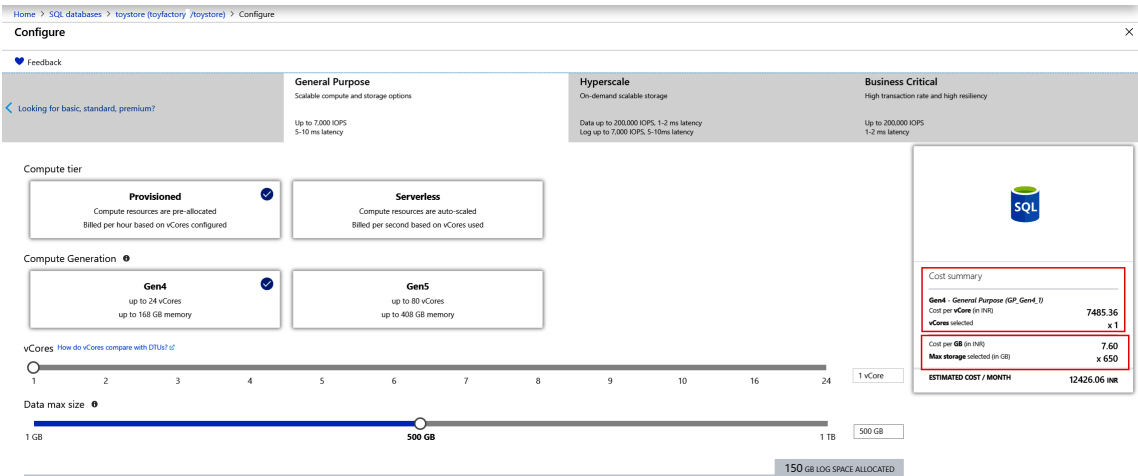 Home > SQL databases > toystore (toyfactory /toystore) > Configure
Configure
Feedback
Looking for basic, standard, premium?
General Purpose
Scalable compute and storage options
Up to 7,000 IOPS
5-10 ms latency
Hyperscale
On-demand scalable storage
Data up to 200,000 IOPS, 1-2 ms latency
Log up to 7,000 IOPS, 5-10ms latency
Business Critical
High transaction rate and high resiliency
Up to 200,000 IOPS
1-2 ms latency
Compute tier
Provisioned
Compute resources are pre-allocated
Billed per hour based on vCores configured
Serverless
Compute resources are auto-scaled
Billed per second based on vCores used
Compute Generation
Gen4
up to 24 vCores
up to 168 GB memory
Gen5
up to 80 vCores
up to 408 GB memory
vCores How do vCores compare with DTUs?
1 2 3 4 5 6 7 8 9 10 16 24
1 vCore
Data max size
1 GB 500 GB 1 TB
500 GB
150 GB LOG SPACE ALLOCATED
SQL
Cost summary
Gen4 - General Purpose (GP_Gen4_1)
Cost per vCore (in INR) 7485.36
vCores selected x 1
Cost per GB (in INR) 7.60
Max storage selected (in GB) x 650
ESTIMATED COST / MONTH 12426.06 INR